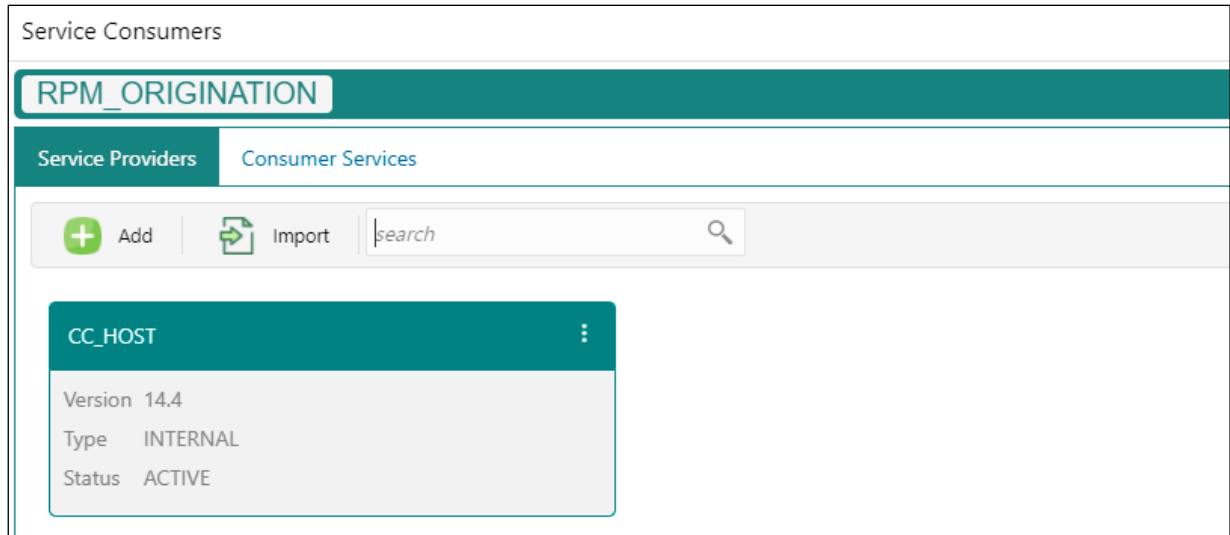 Service Consumers
RPM_ORIGINATION
Service Providers Consumer Services
Add Import search
CC_HOST
Version 14.4
Type INTERNAL
Status ACTIVE